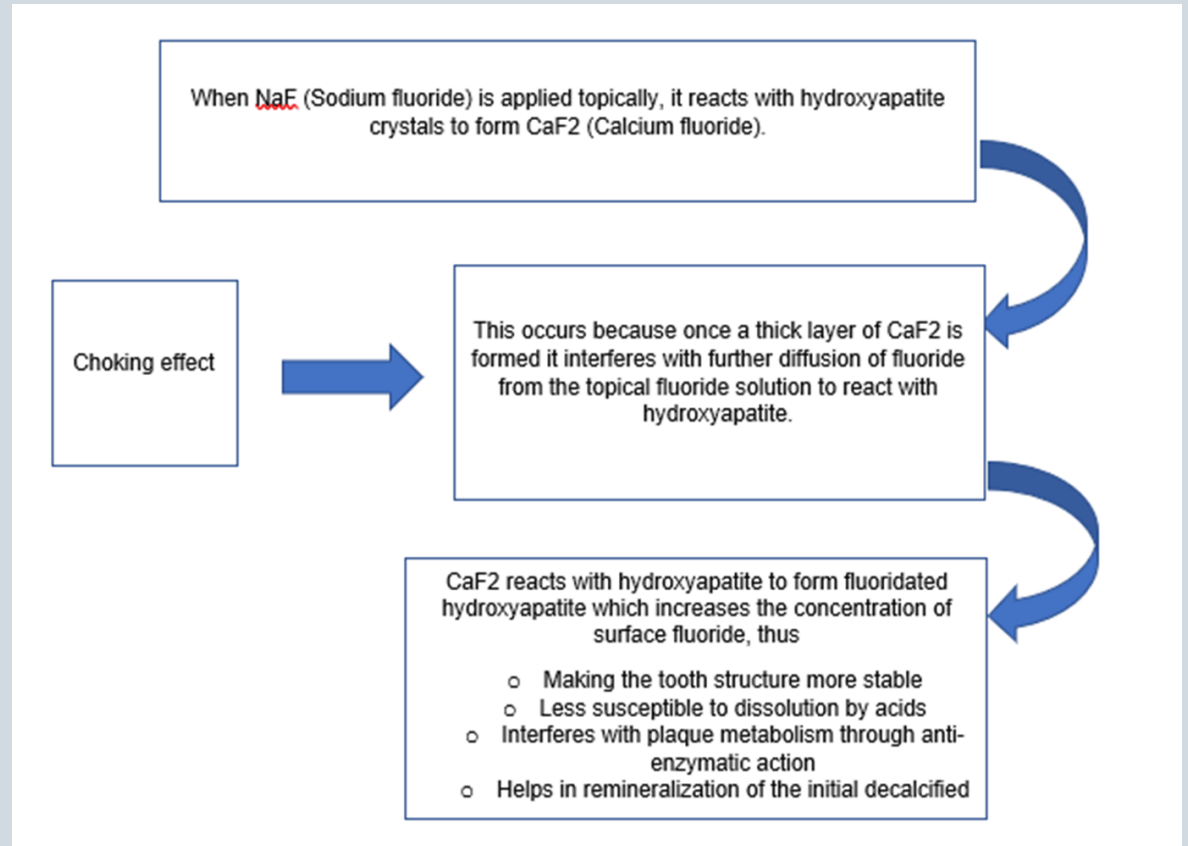 When NaF (Sodium fluoride) is applied topically, it reacts with hydroxyapatite
crystals to form CaF2 (Calcium fluoride).
Choking effect
This occurs because once a thick layer of CaF2 is
formed it interferes with further diffusion of fluoride
from the topical fluoride solution to react with
hydroxyapatite.
CaF2 reacts with hydroxyapatite to form fluoridated
hydroxyapatite which increases the concentration of
surface fluoride, thus
o Making the tooth structure more stable
o Less susceptible to dissolution by acids
o Interferes with plaque metabolism through anti-
enzymatic action
o Helps in remineralization of the initial decalcified